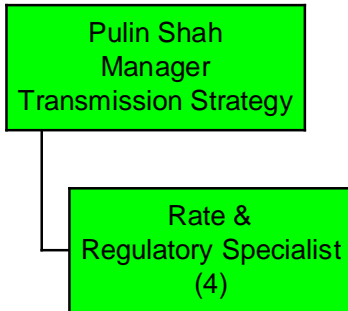 Pulin Shah
Manager
Transmission Strategy
Rate &
Regulatory Specialist
(4)